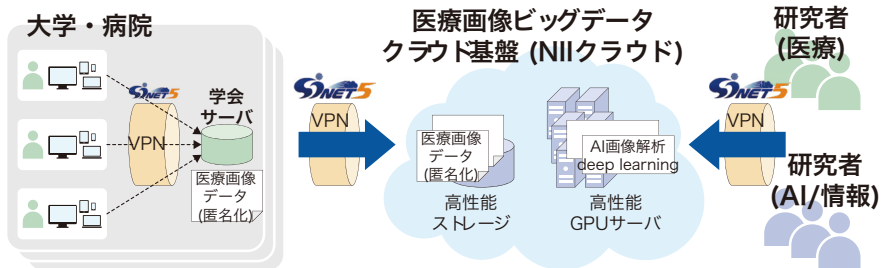 大学・病院
SINET5
VPN
学会
サーバ
医療画像
データ
(匿名化)
SINET5
VPN
医療画像ビッグデータ
クラウド基盤 (NIIクラウド)
医療画像
データ
(匿名化)
高性能
ストレージ
AI画像解析
deep learning
高性能
GPUサーバ
SINET5
VPN
研究者
(医療)
研究者
(AI/情報)